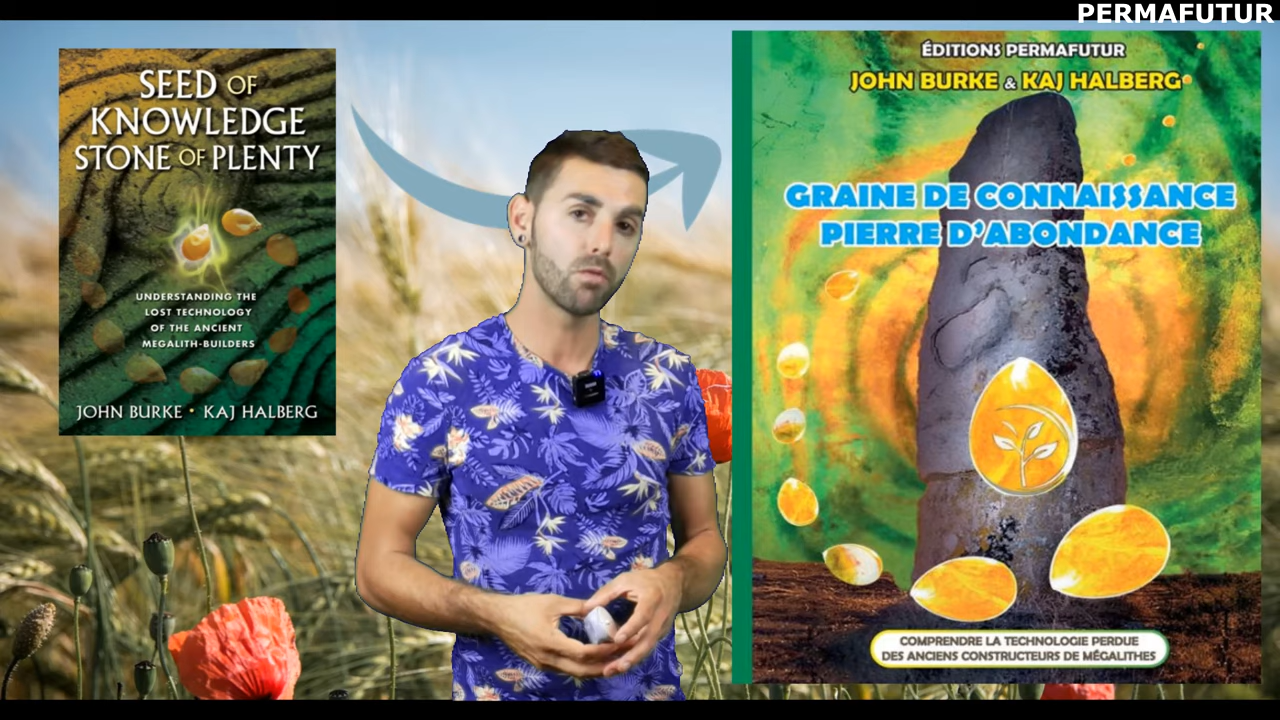 PERMAFUTUR
SEED OF
KNOWLEDGE
STONE OF PLENTY
UNDERSTANDING THE
LOST TECHNOLOGY
OF THE ANCIENT
MEGALITH-BUILDERS
JOHN BURKE • KAJ HALBERG
ÉDITIONS PERMAFUTUR
JOHN BURKE & KAJ HALBERG
GRAINE DE CONNAISSANCE
PIERRE D'ABONDANCE
COMPRENDRE LA TECHNOLOGIE PERDUE
DES ANCIENS CONSTRUCTEURS DE MÉGALITHES